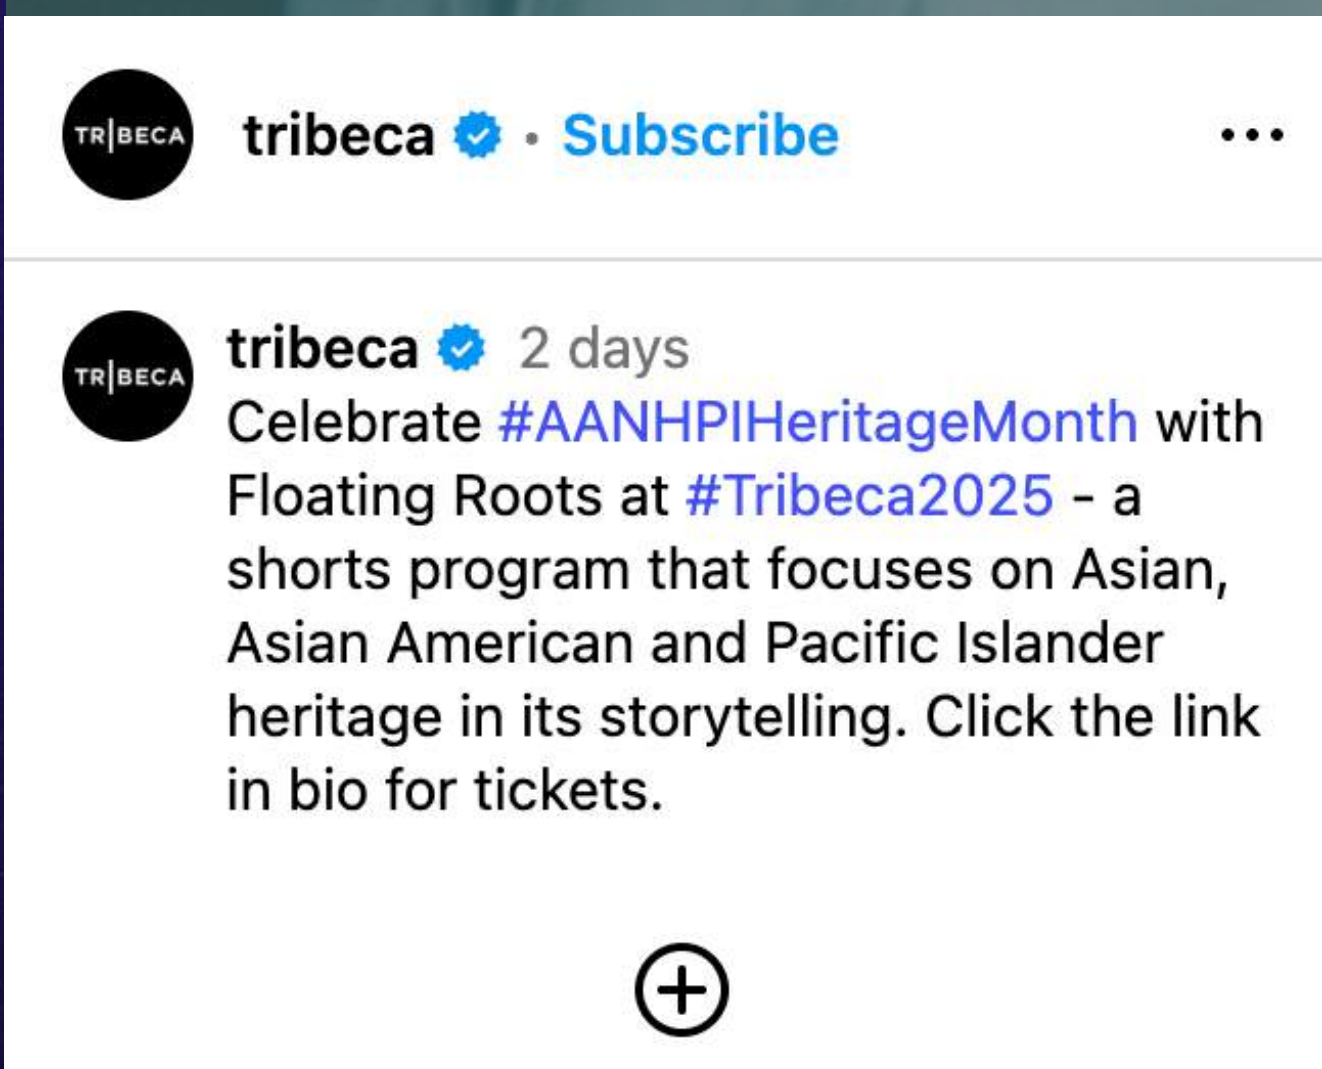 TR|BECA
tribeca · Subscribe
TR|BECA
tribeca 2 days
Celebrate #AANHPIHeritageMonth with
Floating Roots at #Tribeca2025 - a
shorts program that focuses on Asian,
Asian American and Pacific Islander
heritage in its storytelling. Click the link
in bio for tickets.